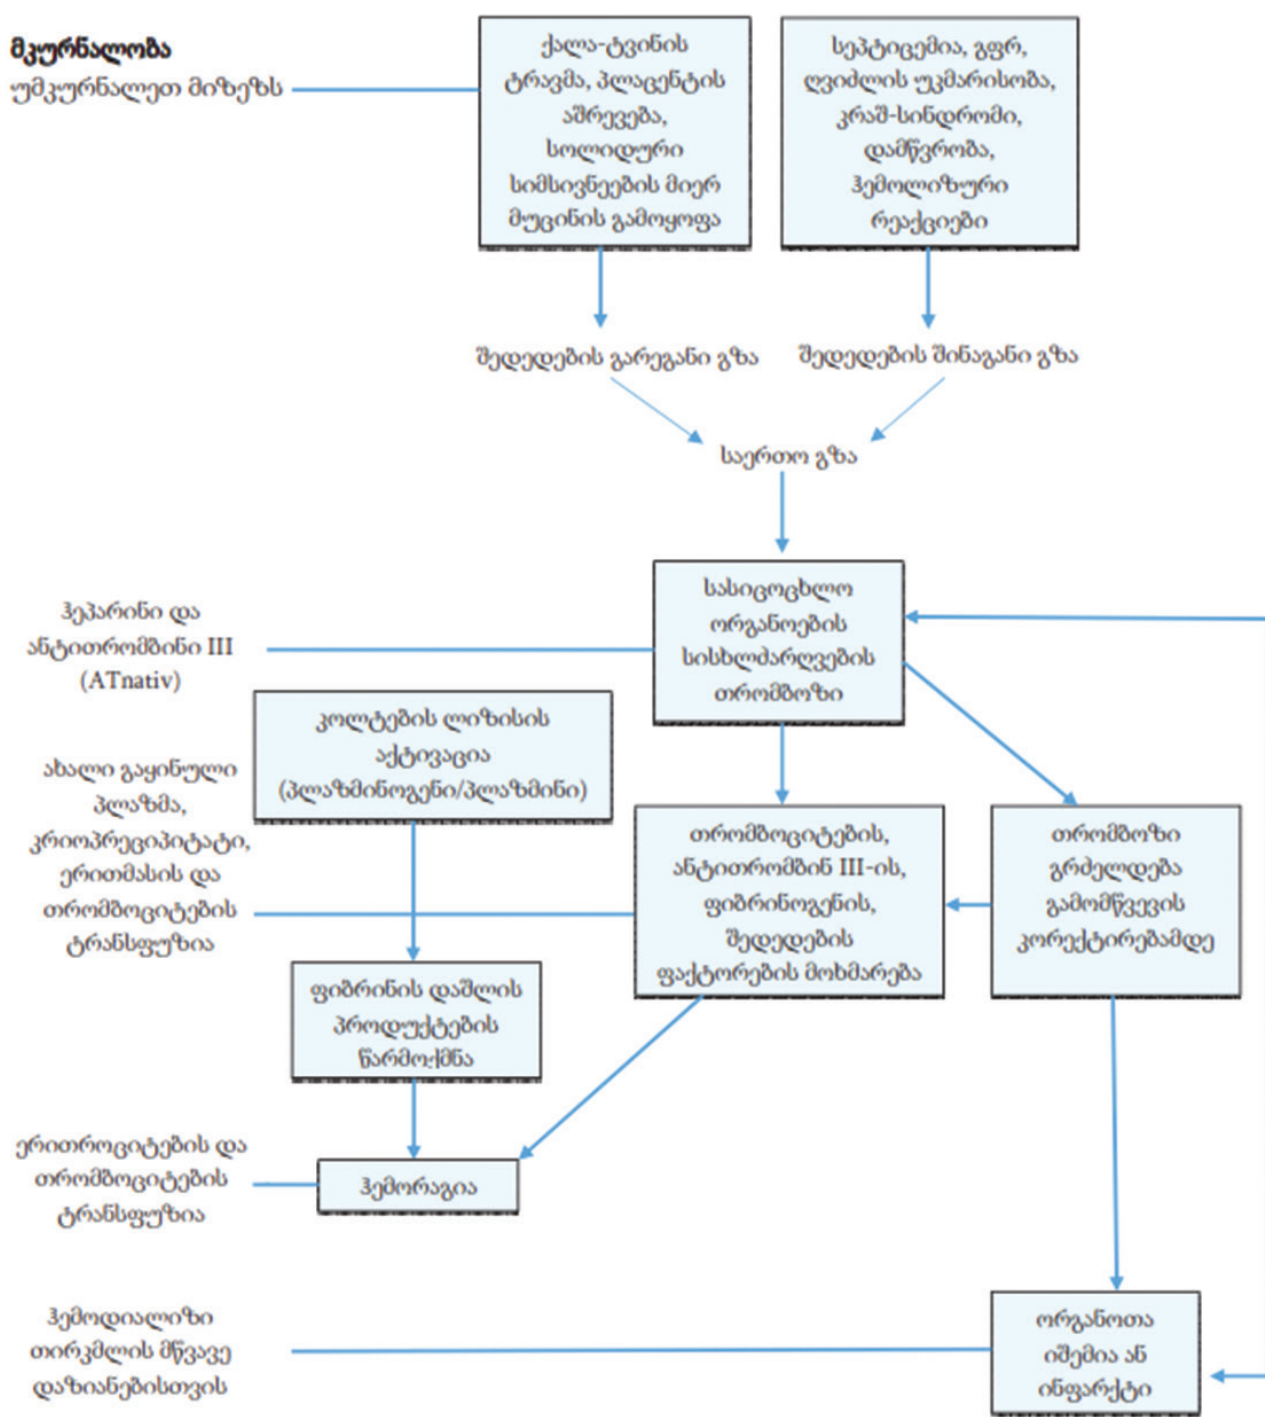 მკურნალობა
უმკურნალეთ მიზეზს
ქალა-ტვინის
ტრავმა, პლაცენტის
აშრევება,
სოლიდური
სიმსივნეების მიერ
მუცინის გამოყოფა
სეპტიცემია, გფრ,
ღვიძლის უკმარისობა,
კრაშ-სინდრომი,
დამწვრობა,
ჰემოლიზური
რეაქციები
შედედების გარეგანი გზა
შედედების შინაგანი გზა
საერთო გზა
ჰეპარინი და
ანტითრომბინი III
(ATnativ)
სასიცოცხლო
ორგანოების
სისხლძარღვების
თრომბოზი
კოლტების ლიზისის
აქტივაცია
(პლაზმინოგენი/პლაზმინი)
ახალი გაყინული
პლაზმა,
კრიოპრეციპიტატი,
ერითმასის და
თრომბოციტების
ტრანსფუზია
თრომბოციტების,
ანტითრომბინ III-ის,
ფიბრინოგენის,
შედედების
ფაქტორების მოხმარება
თრომბოზი
გრძელდება
გამომწვევის
კორექტირებამდე
ფიბრინის დაშლის
პროდუქტების
წარმოქმნა
ერითროციტების და
თრომბოციტების
ტრანსფუზია
ჰემორაგია
ჰემოდიალიზი
თირკმლის მწვავე
დაზიანებისთვის
ორგანოთა
იშემია ან
ინფარქტი